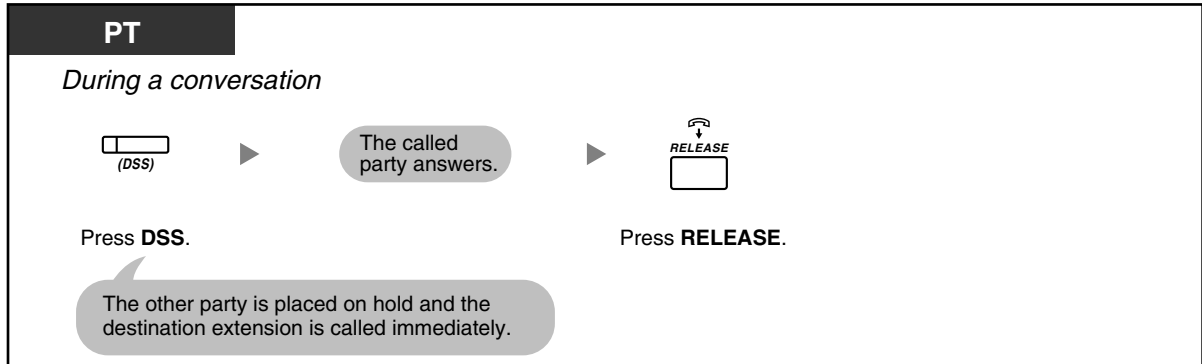 PT
During a conversation
(DSS)
The called
party answers.
RELEASE
Press DSS.
Press RELEASE.
The other party is placed on hold and the
destination extension is called immediately.